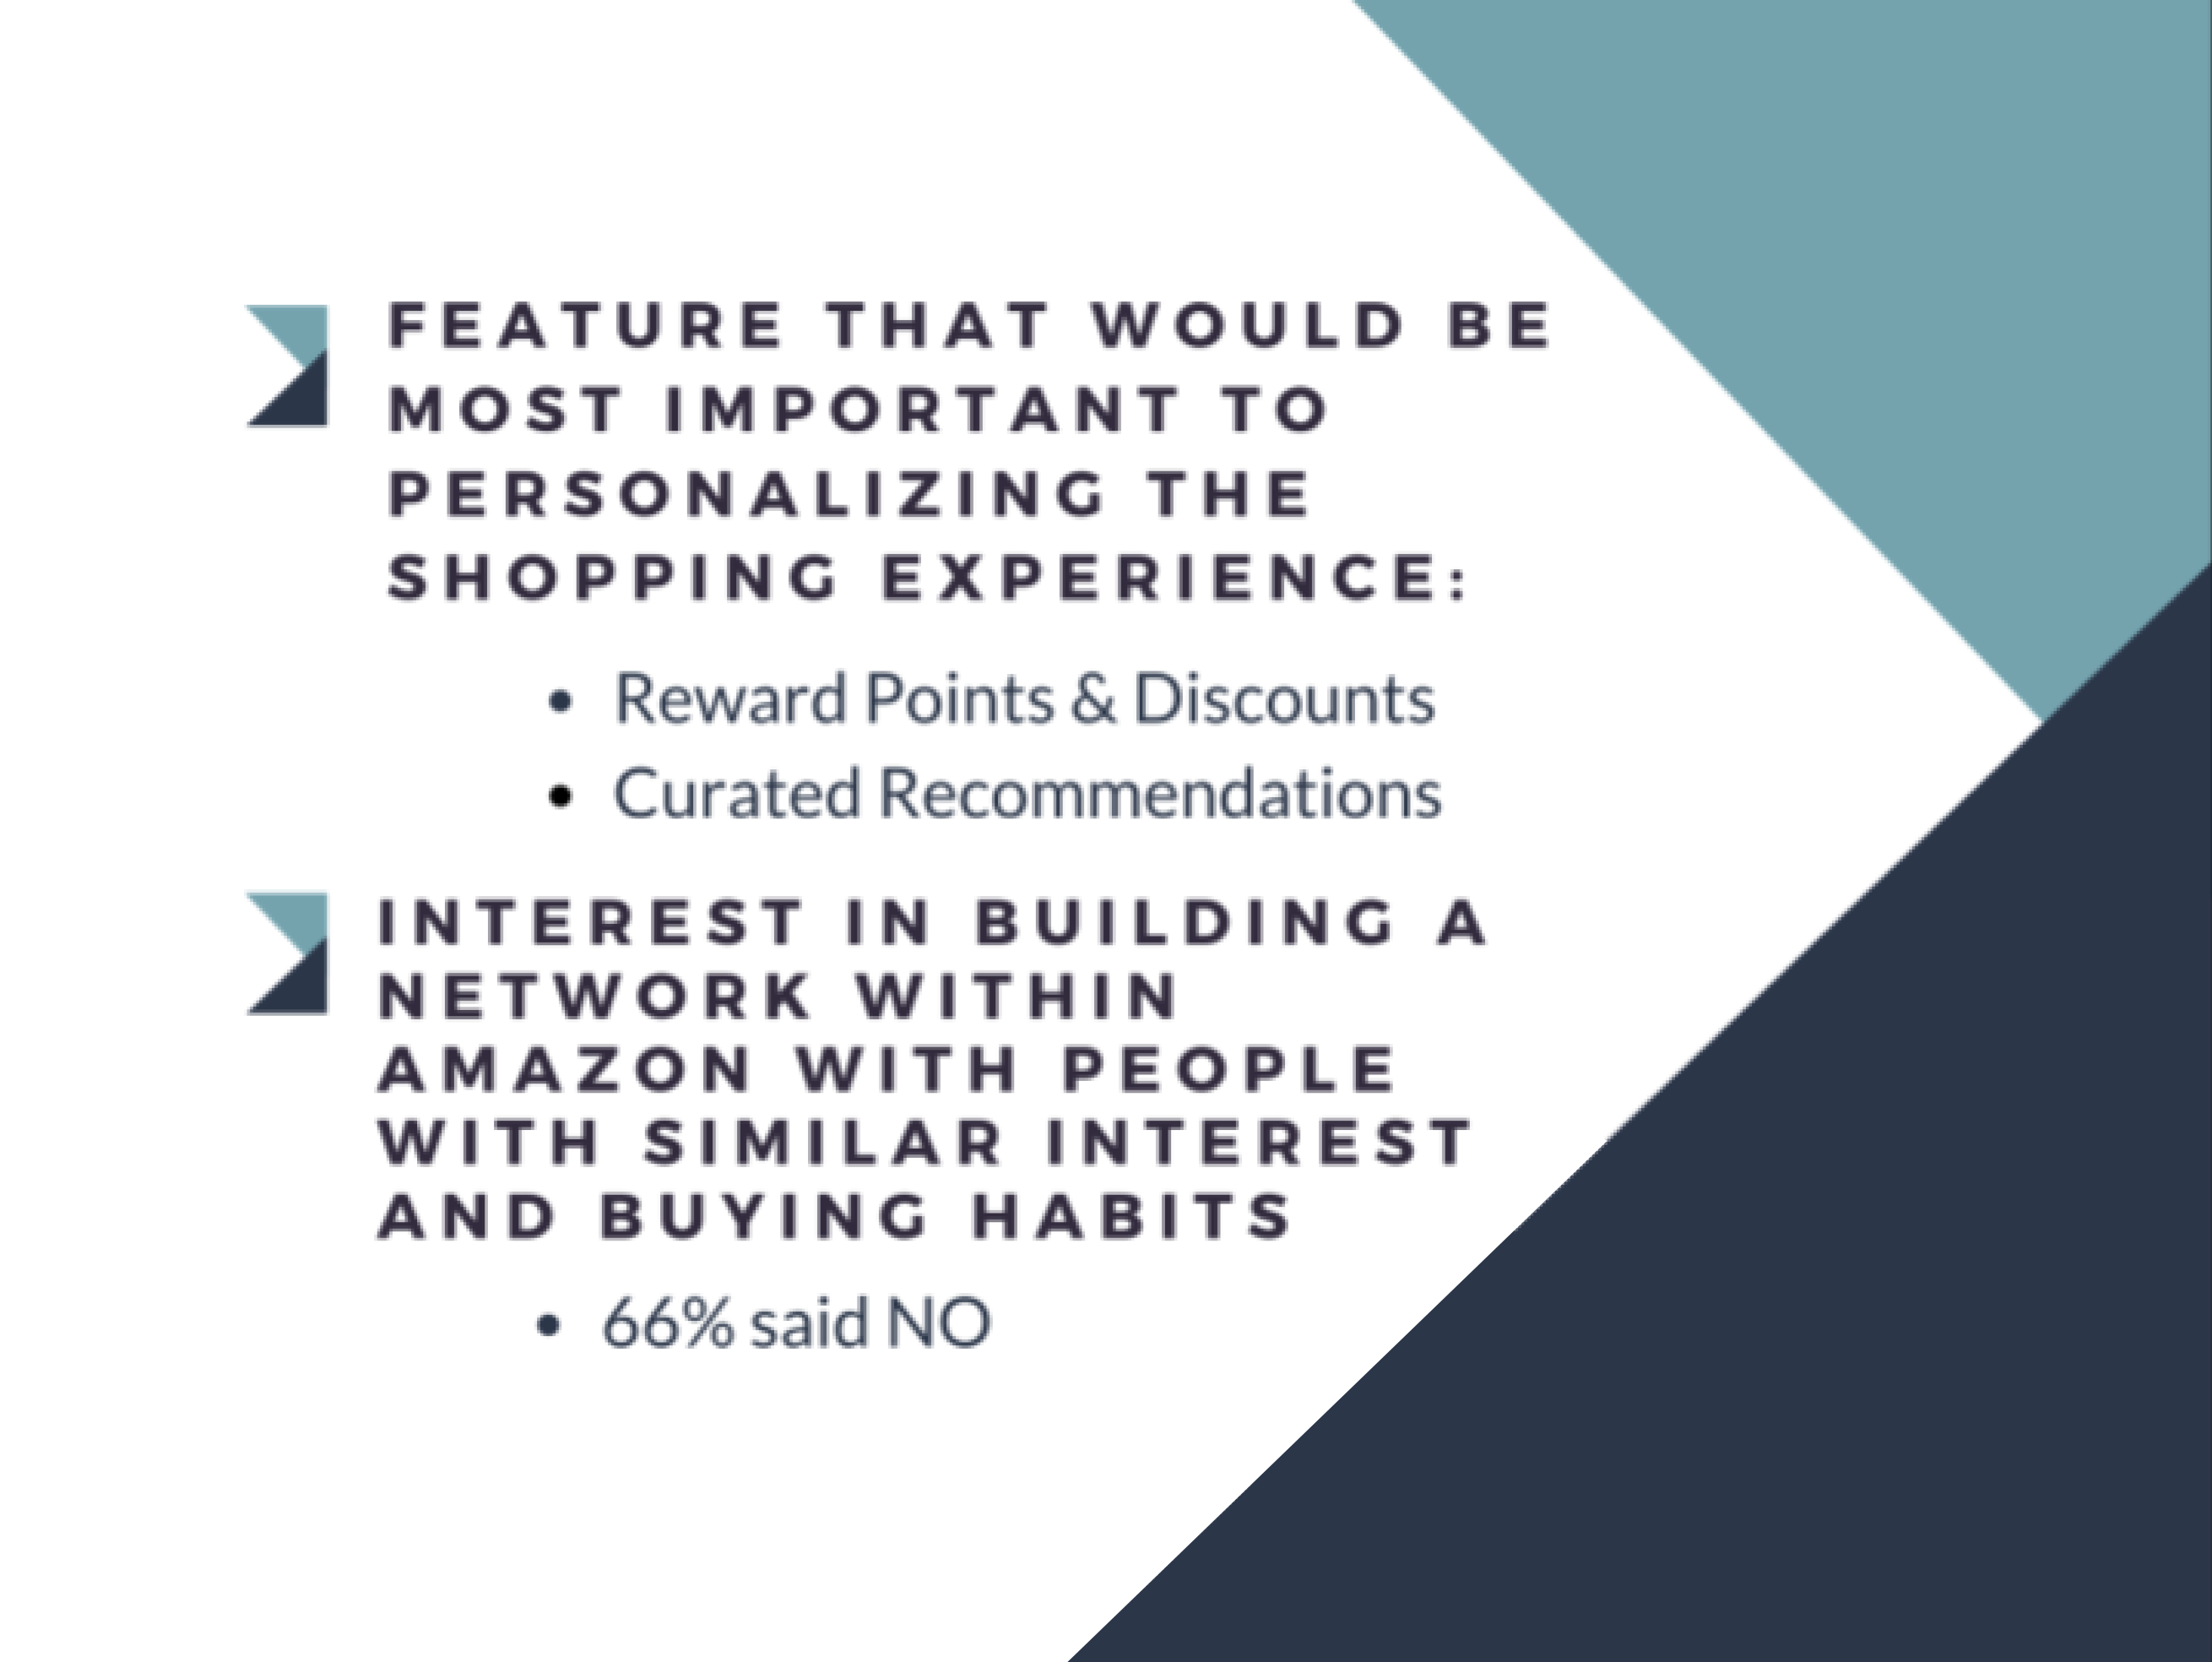 FEATURE THAT WOULD BE
MOST IMPORTANT TO
PERSONALIZING THE
SHOPPING EXPERIENCE:
• Reward Points & Discounts
• Curated Recommendations
INTEREST IN BUILDING A
NETWORK WITHIN
AMAZON WITH PEOPLE
WITH SIMILAR INTEREST
AND BUYING HABITS
• 66% said NO